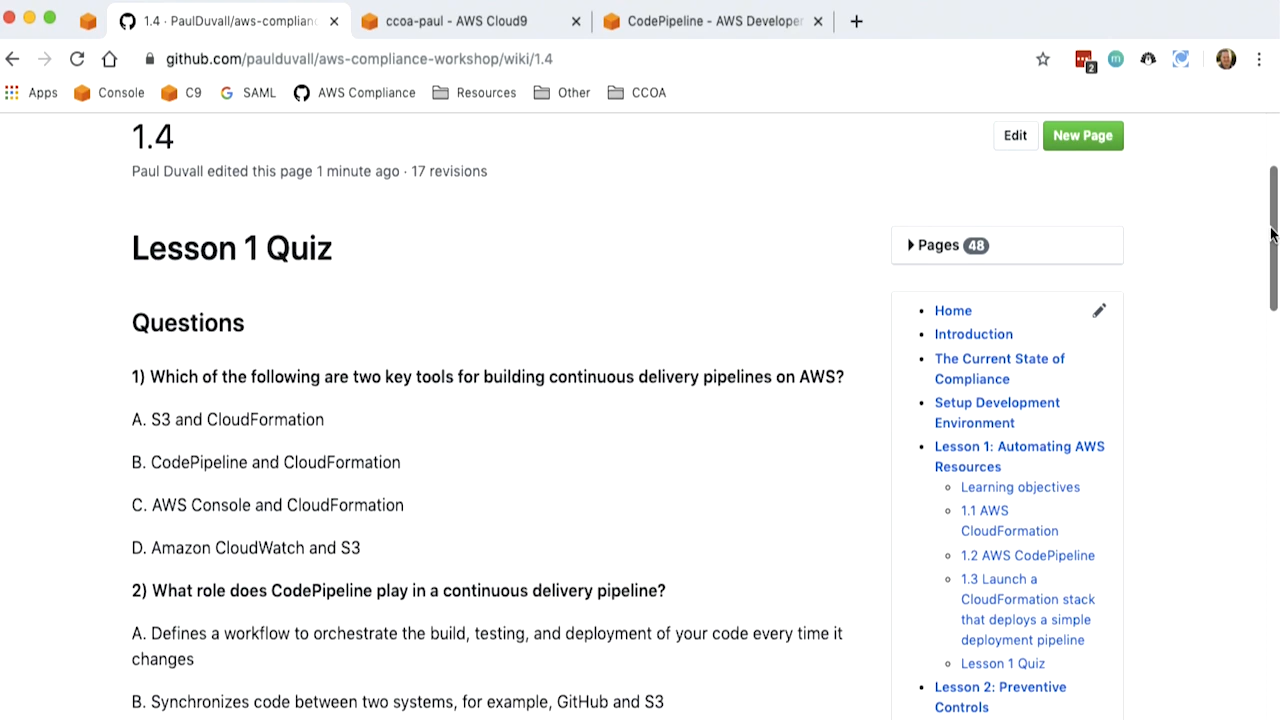 1.4 · PaulDuvall/aws-complian
ccoa-paul - AWS Cloud9
CodePipeline - AWS Developer
github.com/paulduvall/aws-compliance-workshop/wiki/1.4
2
Apps
Console
C9
SAML
AWS Compliance
Resources
Other
CCOA
1.4
Edit
New Page
Paul Duvall edited this page 1 minute ago · 17 revisions
Lesson 1 Quiz
Questions
1) Which of the following are two key tools for building continuous delivery pipelines on AWS?
A. S3 and CloudFormation
B. CodePipeline and CloudFormation
C. AWS Console and CloudFormation
D. Amazon CloudWatch and S3
2) What role does CodePipeline play in a continuous delivery pipeline?
A. Defines a workflow to orchestrate the build, testing, and deployment of your code every time it
changes
B. Synchronizes code between two systems, for example, GitHub and S3
Pages 48
Home
Introduction
The Current State of
Compliance
Setup Development
Environment
Lesson 1: Automating AWS
Resources
Learning objectives
1.1 AWS
CloudFormation
1.2 AWS CodePipeline
1.3 Launch a
CloudFormation stack
that deploys a simple
deployment pipeline
Lesson 1 Quiz
Lesson 2: Preventive
Controls